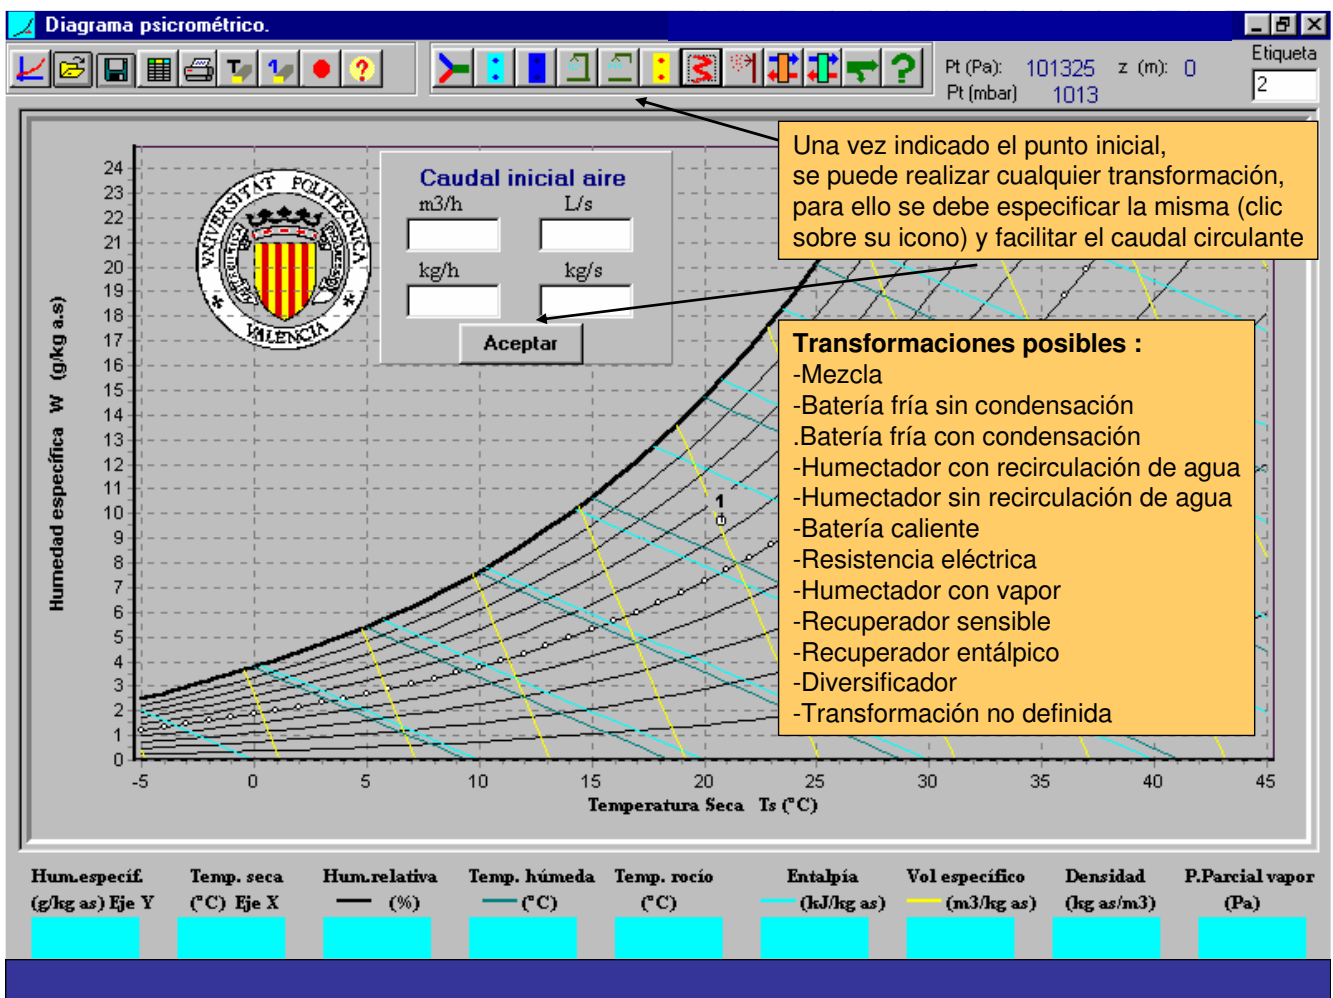 Diagrama psicrométrico.
Pt (Pa): 101325 z (m): 0
Pt (mbar) 1013
Etiqueta
2
Una vez indicado el punto inicial,
se puede realizar cualquier transformación,
para ello se debe especificar la misma (clic
sobre su icono) y facilitar el caudal circulante
Caudal inicial aire
m3/h L/s
kg/h kg/s
Aceptar
UNIVERSITAT POLITECNICA
VALENCIA
Transformaciones posibles :
-Mezcla
-Batería fría sin condensación
.Batería fría con condensación
-Humectador con recirculación de agua
-Humectador sin recirculación de agua
-Batería caliente
-Resistencia eléctrica
-Humectador con vapor
-Recuperador sensible
-Recuperador entálpico
-Diversificador
-Transformación no definida
Humedad específica W (g/kg a.s)
24
23
22
21
20
19
18
17
16
15
14
13
12
11
10
9
8
7
6
5
4
3
2
1
0
1
-5 0 5 10 15 20 25 30 35 40 45
Temperatura Seca Ts (ºC)
Hum.específ. Temp. seca Hum.relativa Temp. húmeda Temp. rocío Entalpía Vol específico Densidad P.Parcial vapor
(g/kg as) Eje Y (ºC) Eje X (%) (ºC) (ºC) (kJ/kg as) (m3/kg as) (kg as/m3) (Pa)